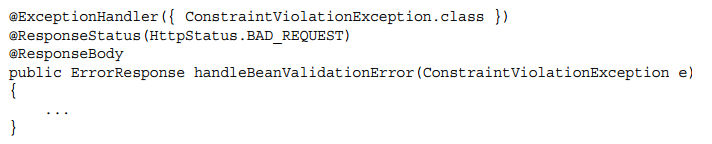 @ExceptionHandler({ ConstraintViolationException.class })
@ResponseStatus(HttpStatus.BAD_REQUEST)
@ResponseBody
public ErrorResponse handleBeanValidationError(ConstraintViolationException e)
{
    ...
}